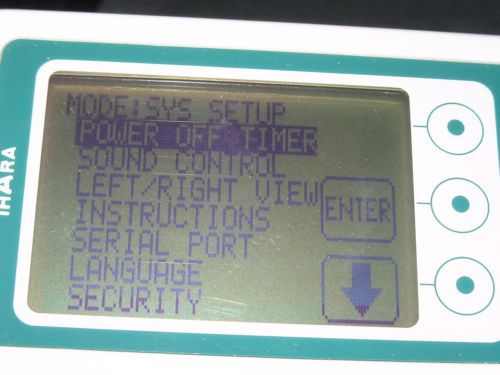 IHARA
MODE:SYS SETUP
POWER OFF TIMER
SOUND CONTROL
LEFT/RIGHT VIEW
INSTRUCTIONS
SERIAL PORT
LANGUAGE
SECURITY
ENTER